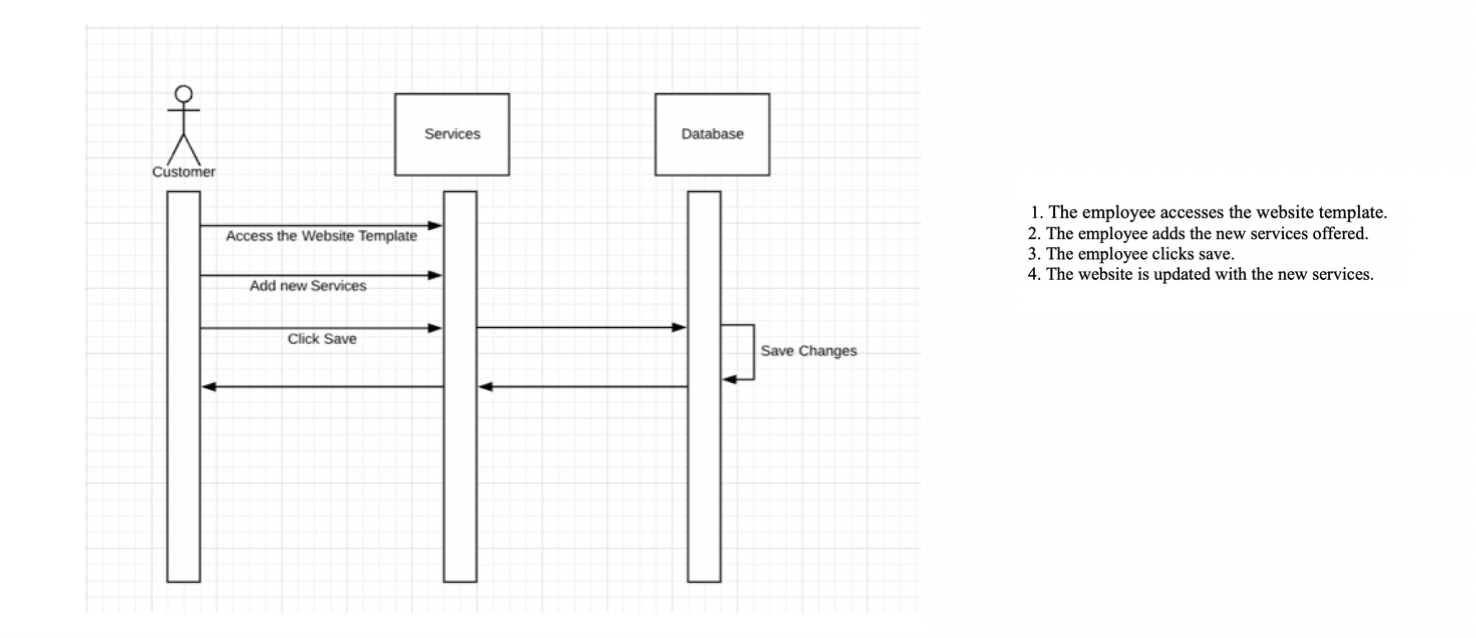 Services
Database
Customer
Access the Website Template
Add new Services
Click Save
Save Changes
1. The employee accesses the website template.
2. The employee adds the new services offered.
3. The employee clicks save.
4. The website is updated with the new services.